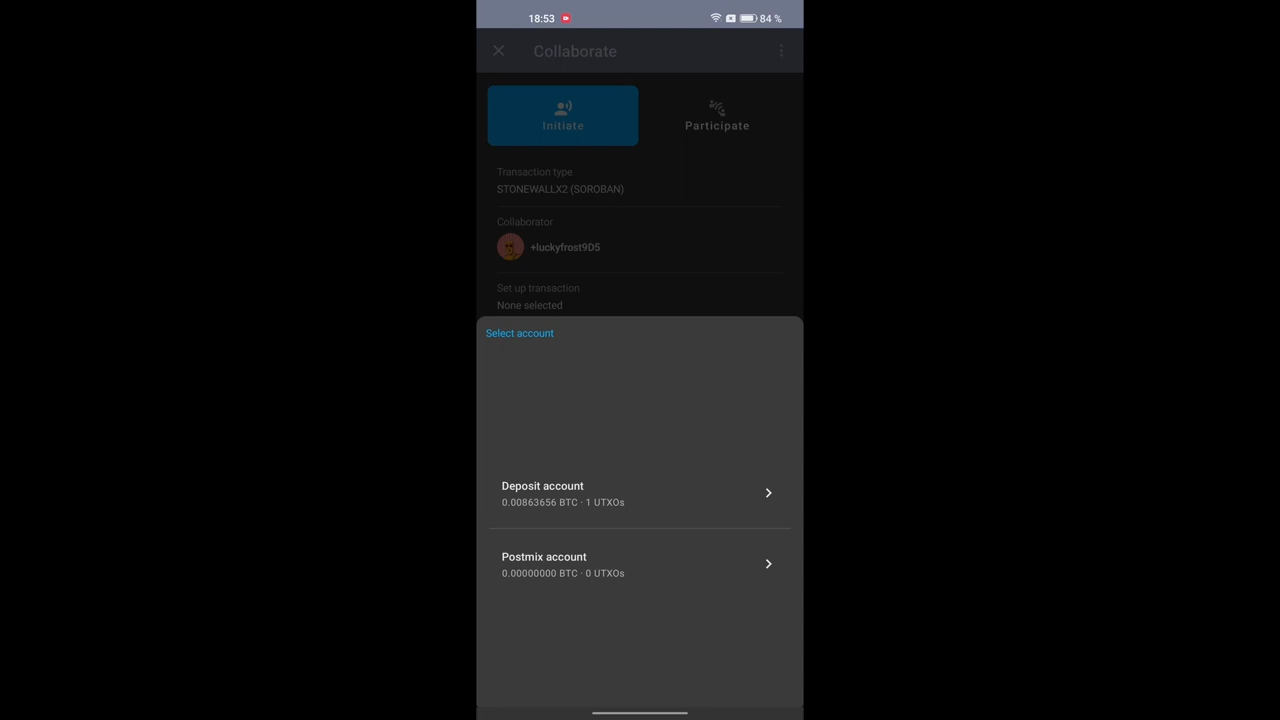 18:53
84 %
Collaborate
Initiate
Participate
Transaction type
STONEWALLX2 (SOROBAN)
Collaborator
+luckyfrost9D5
Set up transaction
None selected
Select account
Deposit account
0.00863656 BTC · 1 UTXOs
Postmix account
0.00000000 BTC · 0 UTXOs